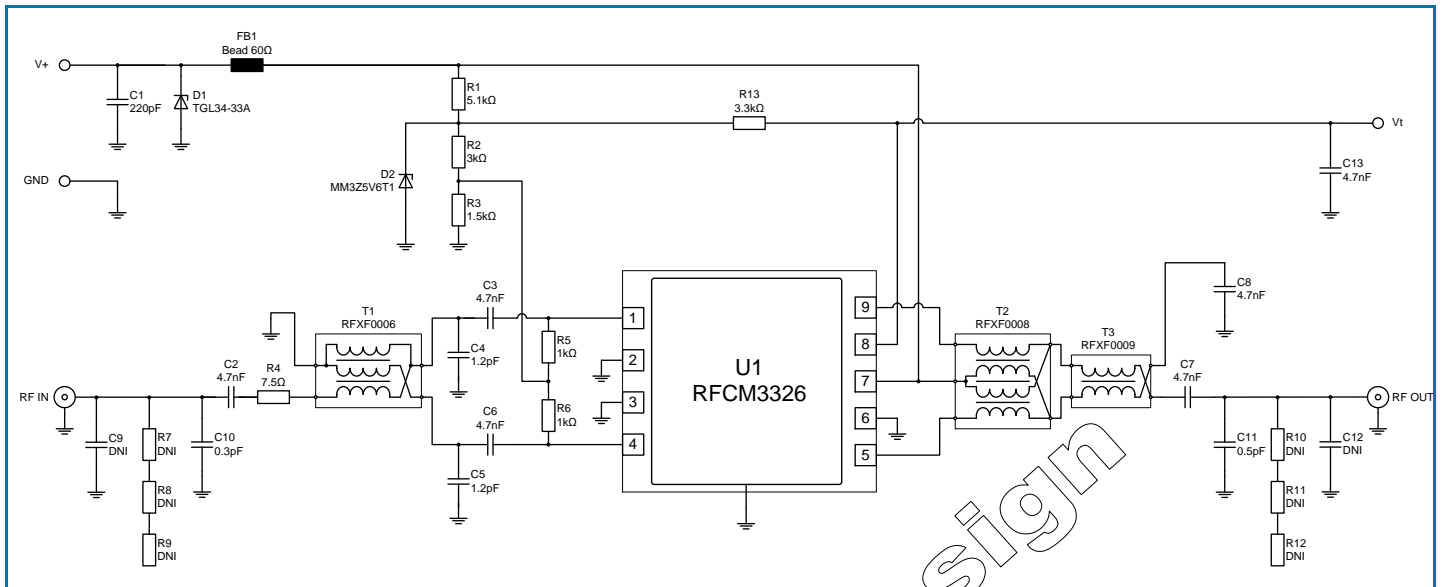 FB1
Bead 60Ω
V+
C1
220pF
D1
TGL34-33A
R1
5.1kΩ
R13
3.3kΩ
Vt
R2
3kΩ
D2
MM3Z5V6T1
C13
4.7nF
GND
R3
1.5kΩ
C3
4.7nF
T1
RFXF0006
C4
1.2pF
R5
1kΩ
1
2
3
4
U1
RFCM3326
9
8
7
6
5
T2
RFXF0008
T3
RFXF0009
C8
4.7nF
C2
4.7nF
R4
7.5Ω
C7
4.7nF
RF IN
RF OUT
C6
4.7nF
R6
1kΩ
C9
DNI
R7
DNI
C10
0.3pF
C5
1.2pF
R8
DNI
R9
DNI
C11
0.5pF
R10
DNI
C12
DNI
R11
DNI
R12
DNI
sign